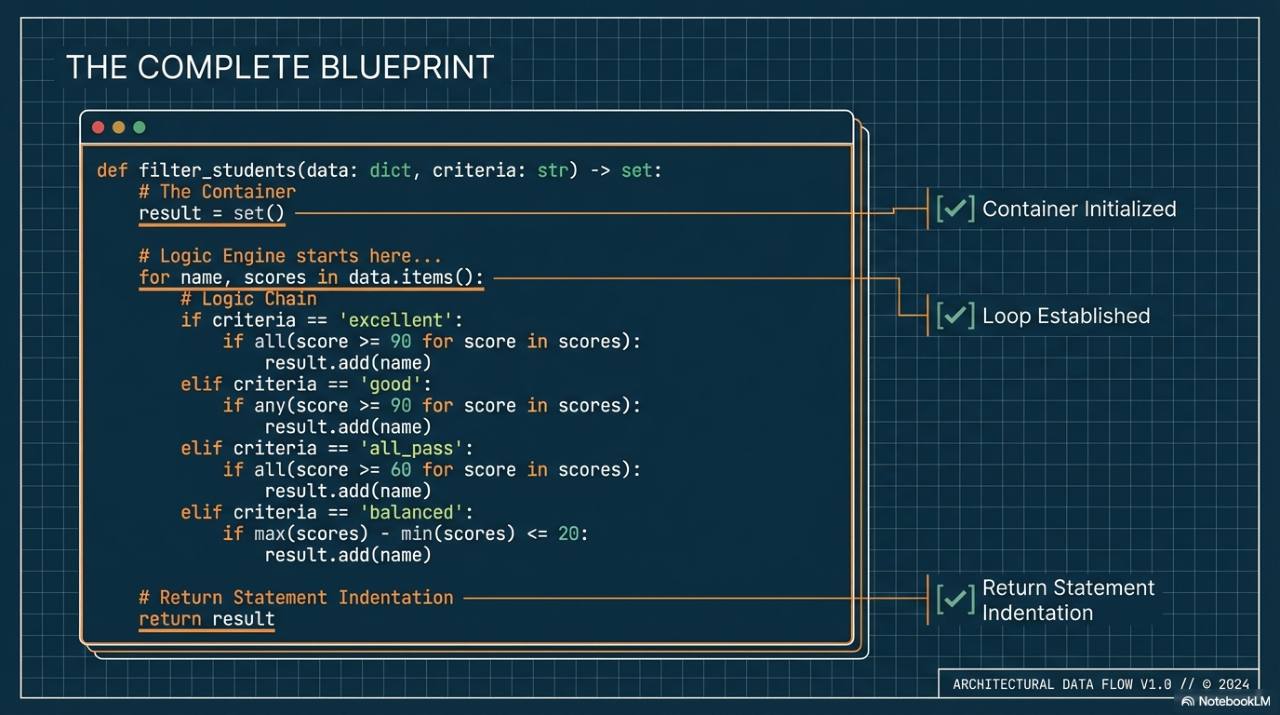 THE COMPLETE BLUEPRINT
def filter_students(data: dict, criteria: str) -> set:
    # The Container
    result = set()
    # Logic Engine starts here...
    for name, scores in data.items():
        # Logic Chain
        if criteria == 'excellent':
            if all(score >= 90 for score in scores):
                result.add(name)
        elif criteria == 'good':
            if any(score >= 90 for score in scores):
                result.add(name)
        elif criteria == 'all_pass':
            if all(score >= 60 for score in scores):
                result.add(name)
        elif criteria == 'balanced':
            if max(scores) - min(scores) <= 20:
                result.add(name)
    # Return Statement Indentation
    return result
[✓] Container Initialized
[✓] Loop Established
[✓] Return Statement
Indentation
ARCHITECTURAL DATA FLOW V1.0 // © 2024
NotebookLM